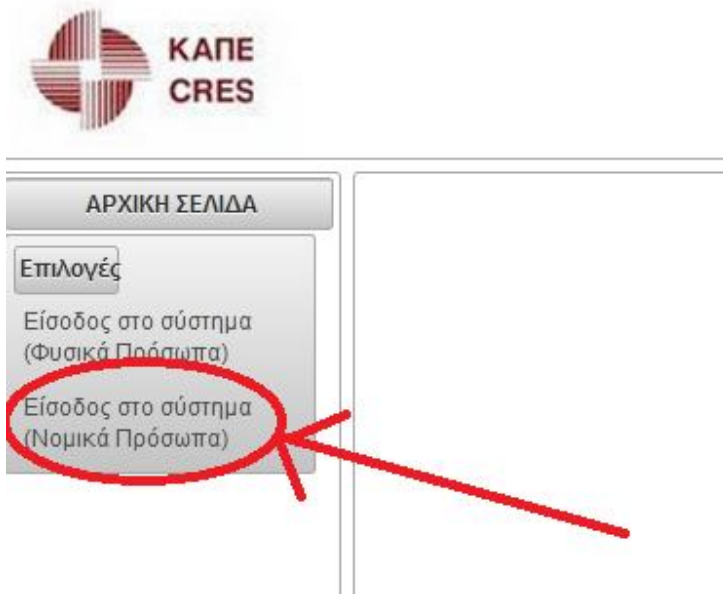 ΚΑΠΕ
CRES
ΑΡΧΙΚΗ ΣΕΛΙΔΑ
Επιλογές
Είσοδος στο σύστημα
(Φυσικά Πρόσωπα)
Είσοδος στο σύστημα
(Νομικά Πρόσωπα)